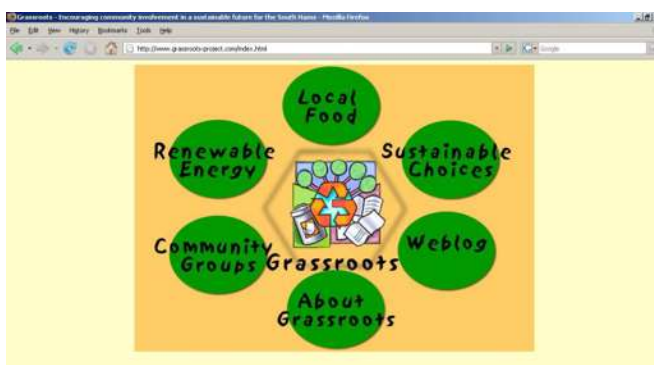 Grassroots - Encouraging community involvement in a sustainable future for the South Hams - Mozilla Firefox
File Edit View History Bookmarks Tools Help
http://www.grassroots-project.com/index.html
Google
Local
Food
Renewable
Energy
Sustainable
Choices
Community
Groups
Grassroots
Weblog
About
Grassroots